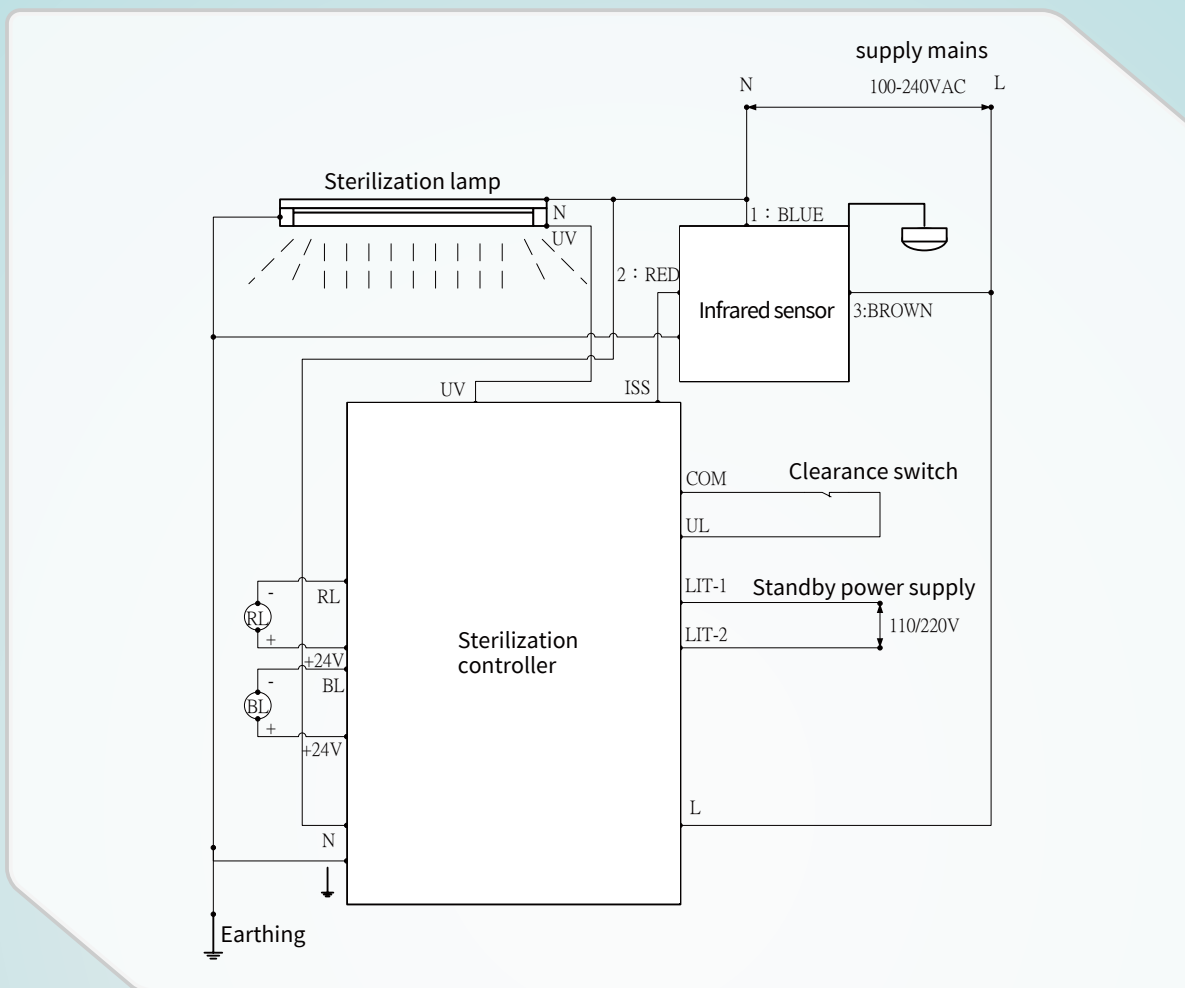 supply mains
N
100-240VAC
L
Sterilization lamp
N
1：BLUE
UV
2：RED
Infrared sensor
3:BROWN
UV
ISS
COM
Clearance switch
UL
LIT-1
Standby power supply
-
RL
RL
110/220V
+
LIT-2
Sterilization
controller
+24V
-
BL
BL
+
+24V
L
N
Earthing